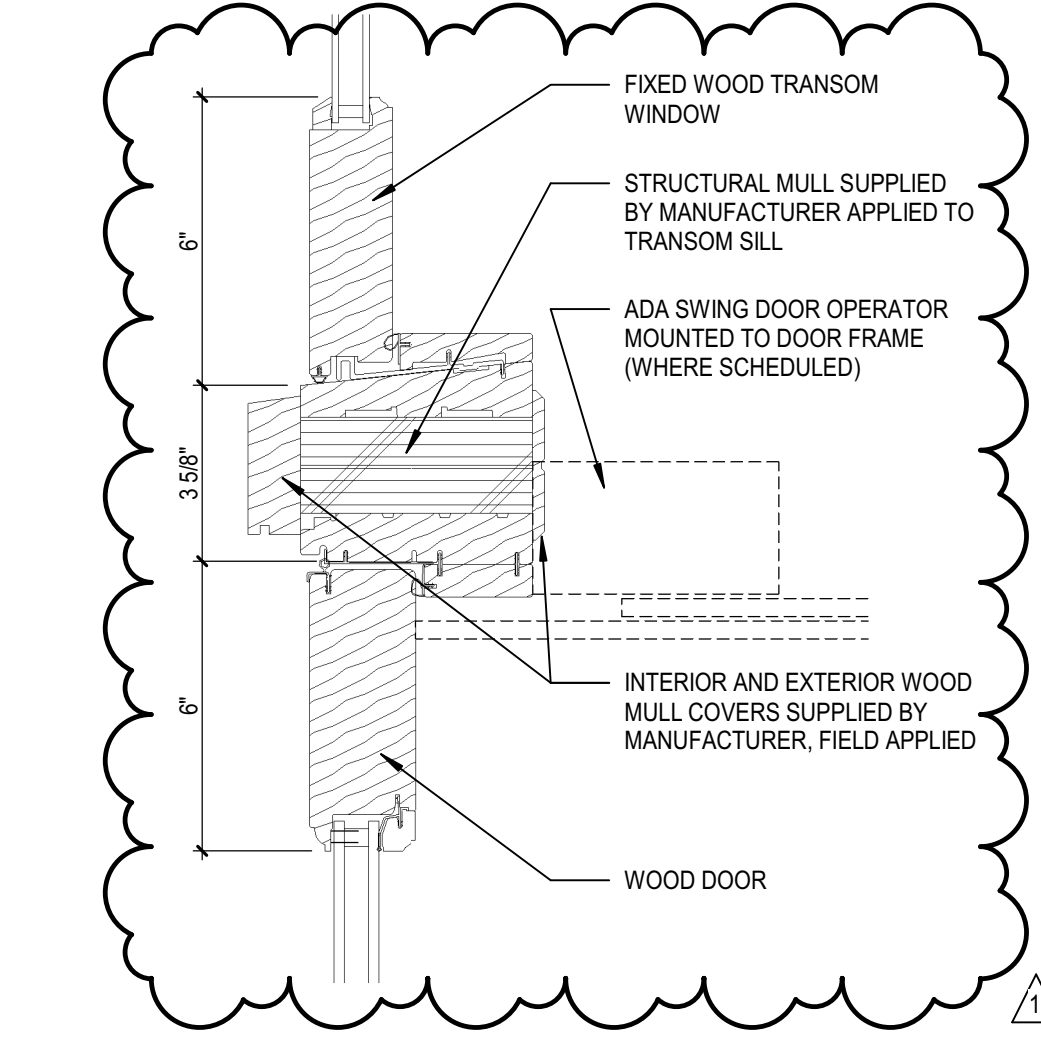 FIXED WOOD TRANSOM
WINDOW
STRUCTURAL MULL SUPPLIED
BY MANUFACTURER APPLIED TO
TRANSOM SILL
ADA SWING DOOR OPERATOR
MOUNTED TO DOOR FRAME
(WHERE SCHEDULED)
6"
3 5/8"
6"
INTERIOR AND EXTERIOR WOOD
MULL COVERS SUPPLIED BY
MANUFACTURER, FIELD APPLIED
WOOD DOOR
1